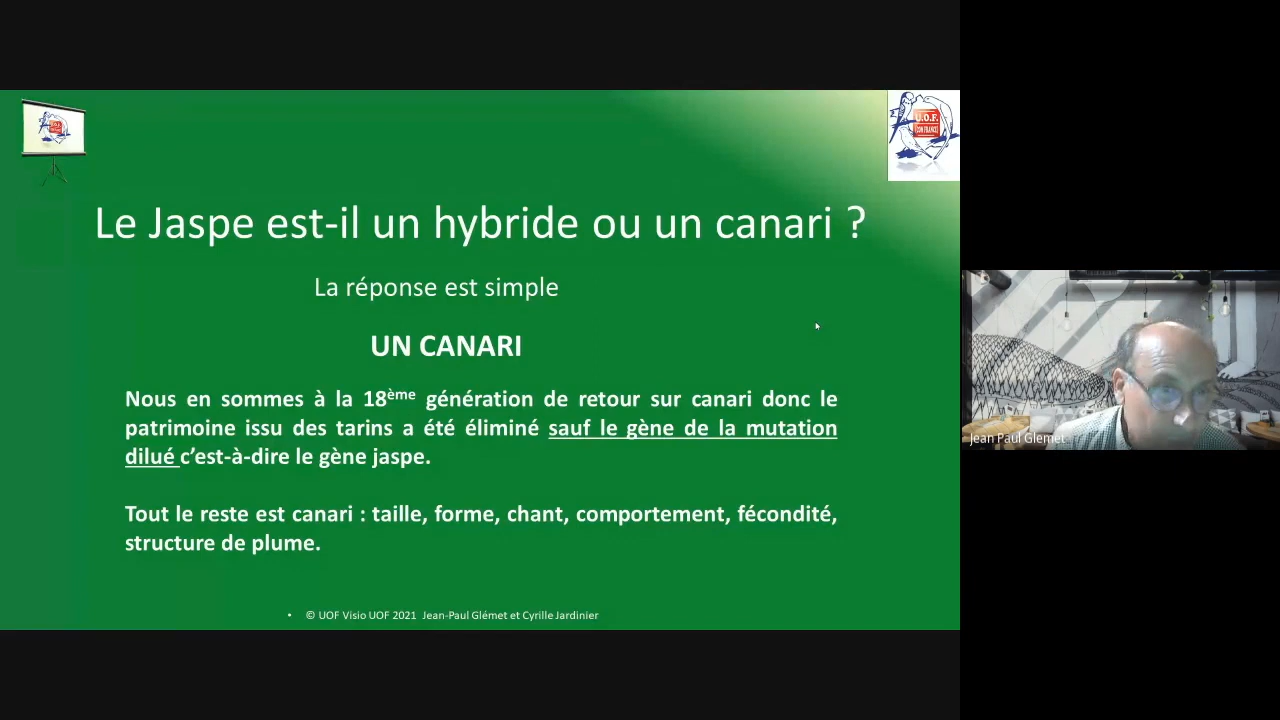 U.O.F.
COM FRANCE
Le Jaspe est-il un hybride ou un canari ?
La réponse est simple
UN CANARI
Nous en sommes à la 18ème génération de retour sur canari donc le
patrimoine issu des tarins a été éliminé sauf le gène de la mutation
dilué c’est-à-dire le gène jaspe.
Tout le reste est canari : taille, forme, chant, comportement, fécondité,
structure de plume.
• © UOF Visio UOF 2021 Jean-Paul Glémet et Cyrille Jardinier
Jean Paul Glemet